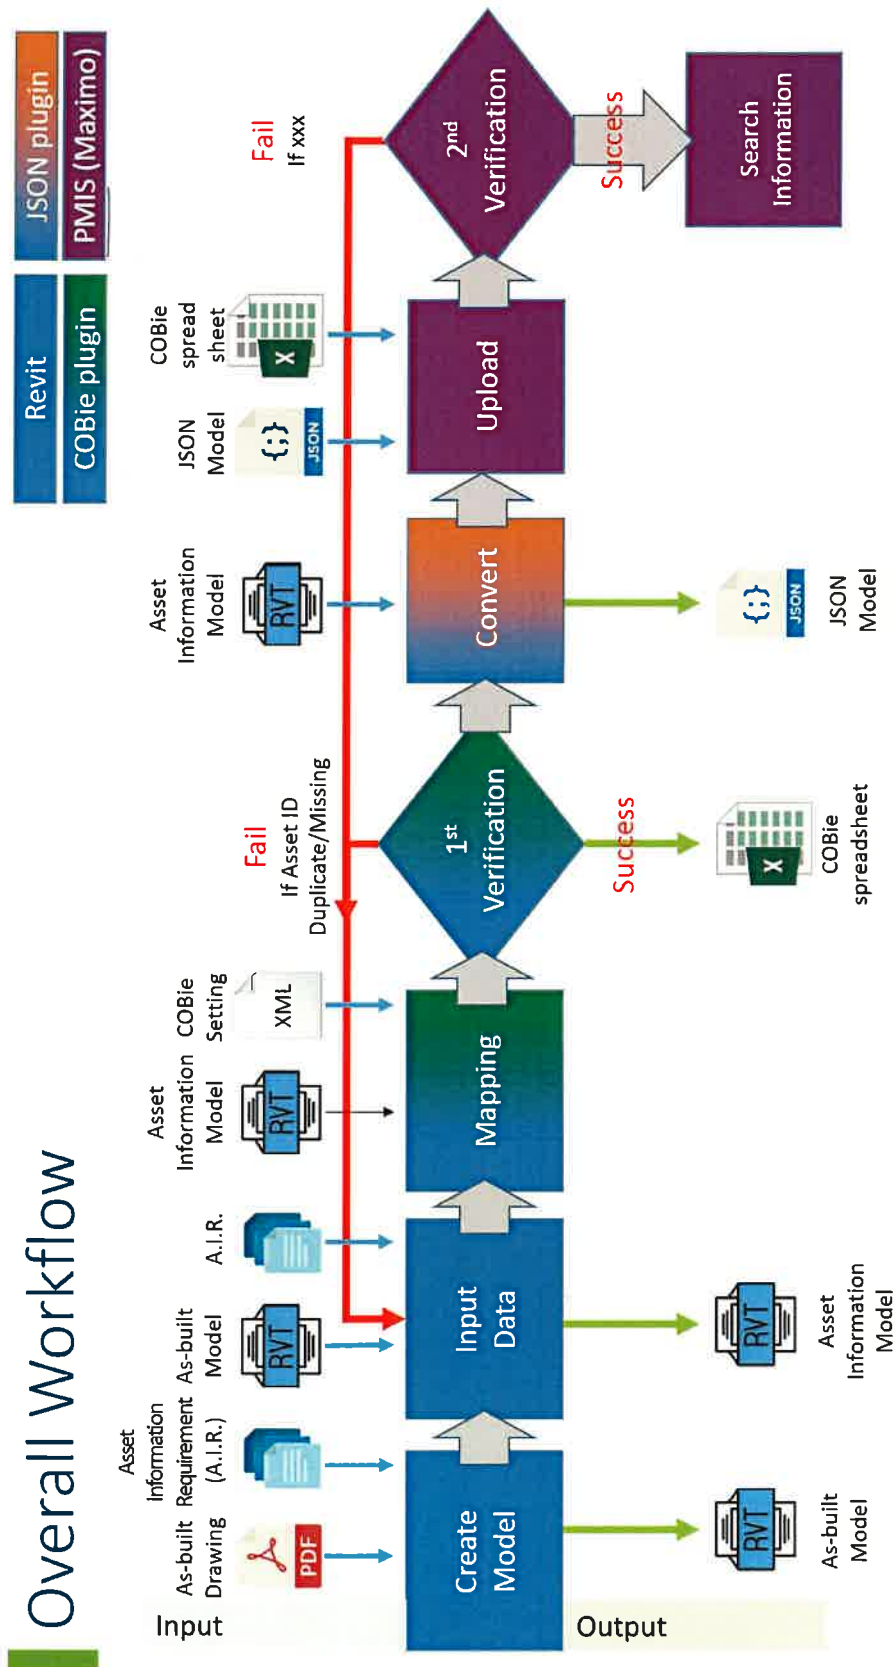 Overall Workflow
Revit
JSON plugin
COBie plugin
PMIS (Maximo)
Input
As-built
Drawing
PDF
Asset
Information
Requirement
(A.I.R.)
As-built
Model
RVT
A.I.R.
Asset
Information
Model
RVT
COBie
Setting
XML
Fail
If Asset ID
Duplicate/Missing
Asset
Information
Model
RVT
JSON
Model
{;}
JSON
COBie
spread
sheet
X
Fail
If xxx
Create
Model
Input
Data
Mapping
1st
Verification
Convert
Upload
2nd
Verification
Success
Success
Search
Information
Output
RVT
As-built
Model
RVT
Asset
Information
Model
X
COBie
spreadsheet
{;}
JSON
JSON
Model